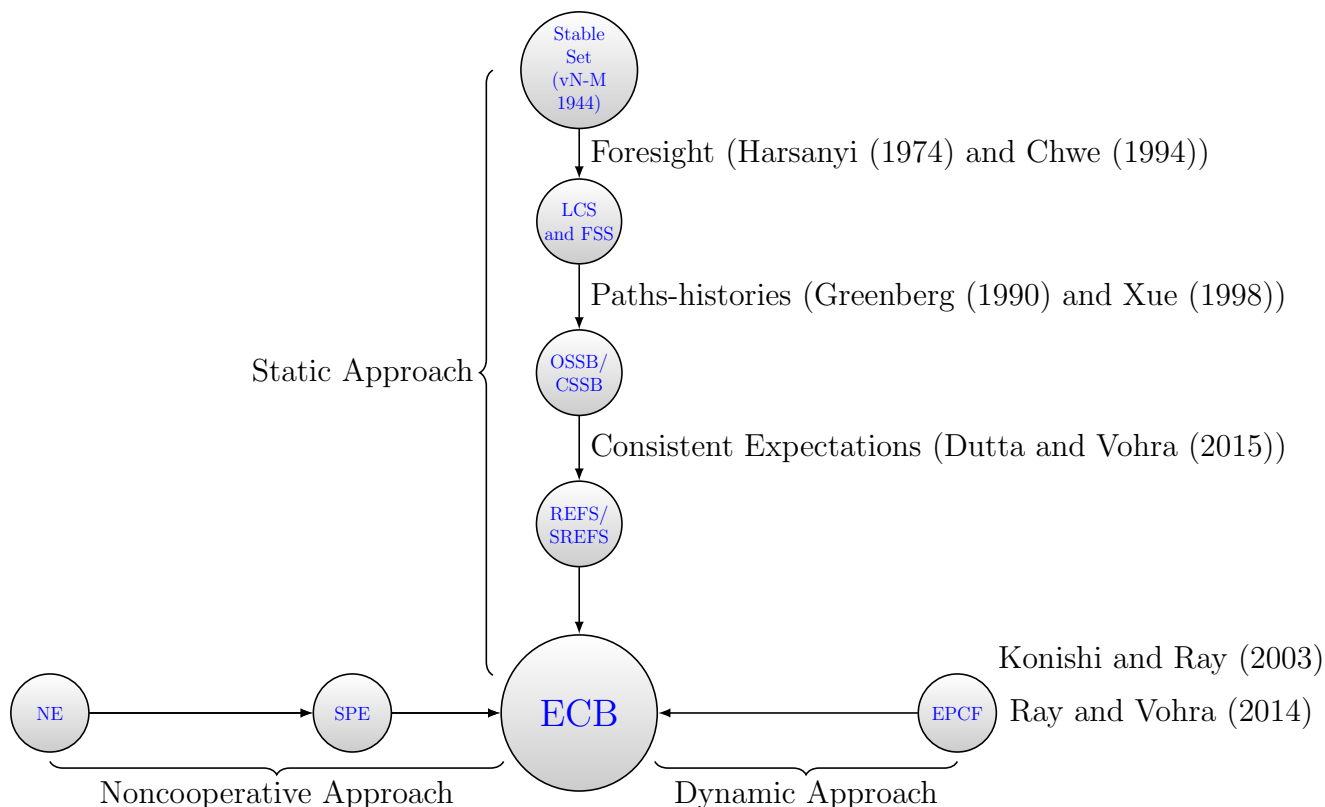 Stable
Set
(vN-M
1944)
Foresight (Harsanyi (1974) and Chwe (1994))
LCS
and FSS
Paths-histories (Greenberg (1990) and Xue (1998))
Static Approach
OSSB/
CSSB
Consistent Expectations (Dutta and Vohra (2015))
REFS/
SREFS
Konishi and Ray (2003)
NE
SPE
ECB
EPCF
Ray and Vohra (2014)
Noncooperative Approach
Dynamic Approach